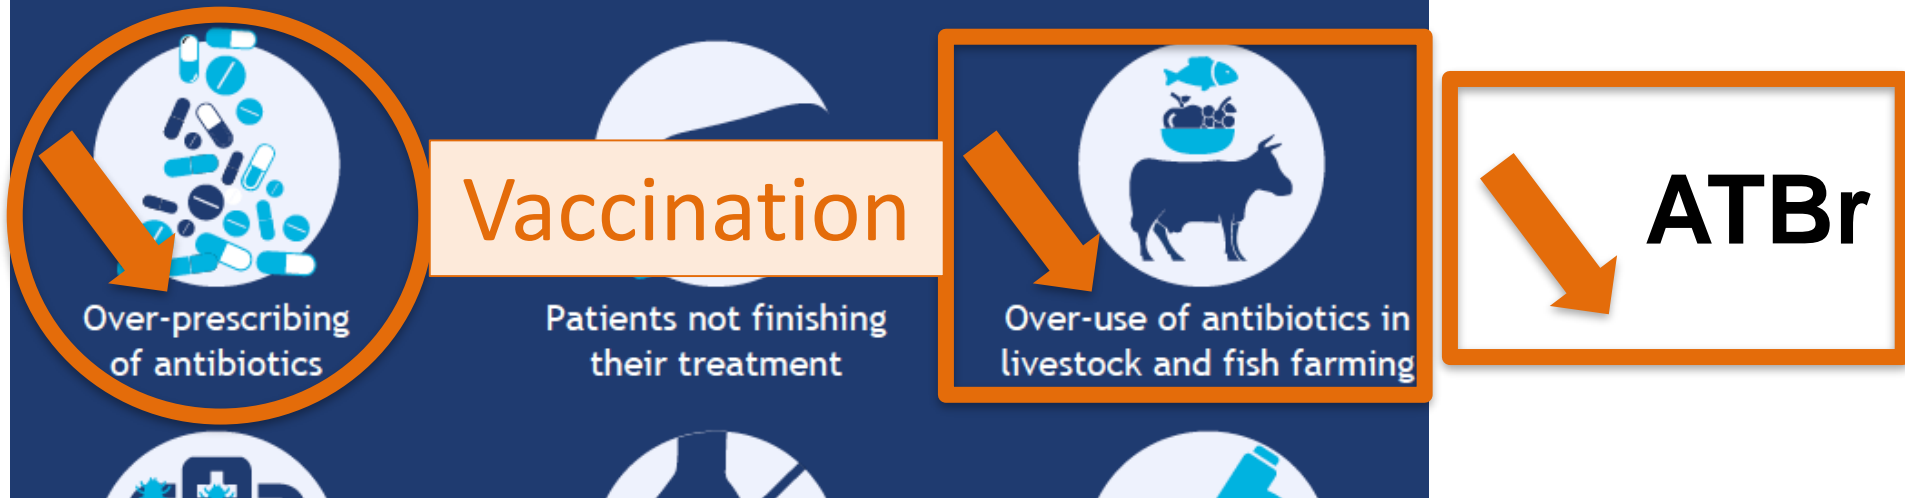 Vaccination
ATBr
Over-prescribing
of antibiotics
Patients not finishing
their treatment
Over-use of antibiotics in
livestock and fish farming